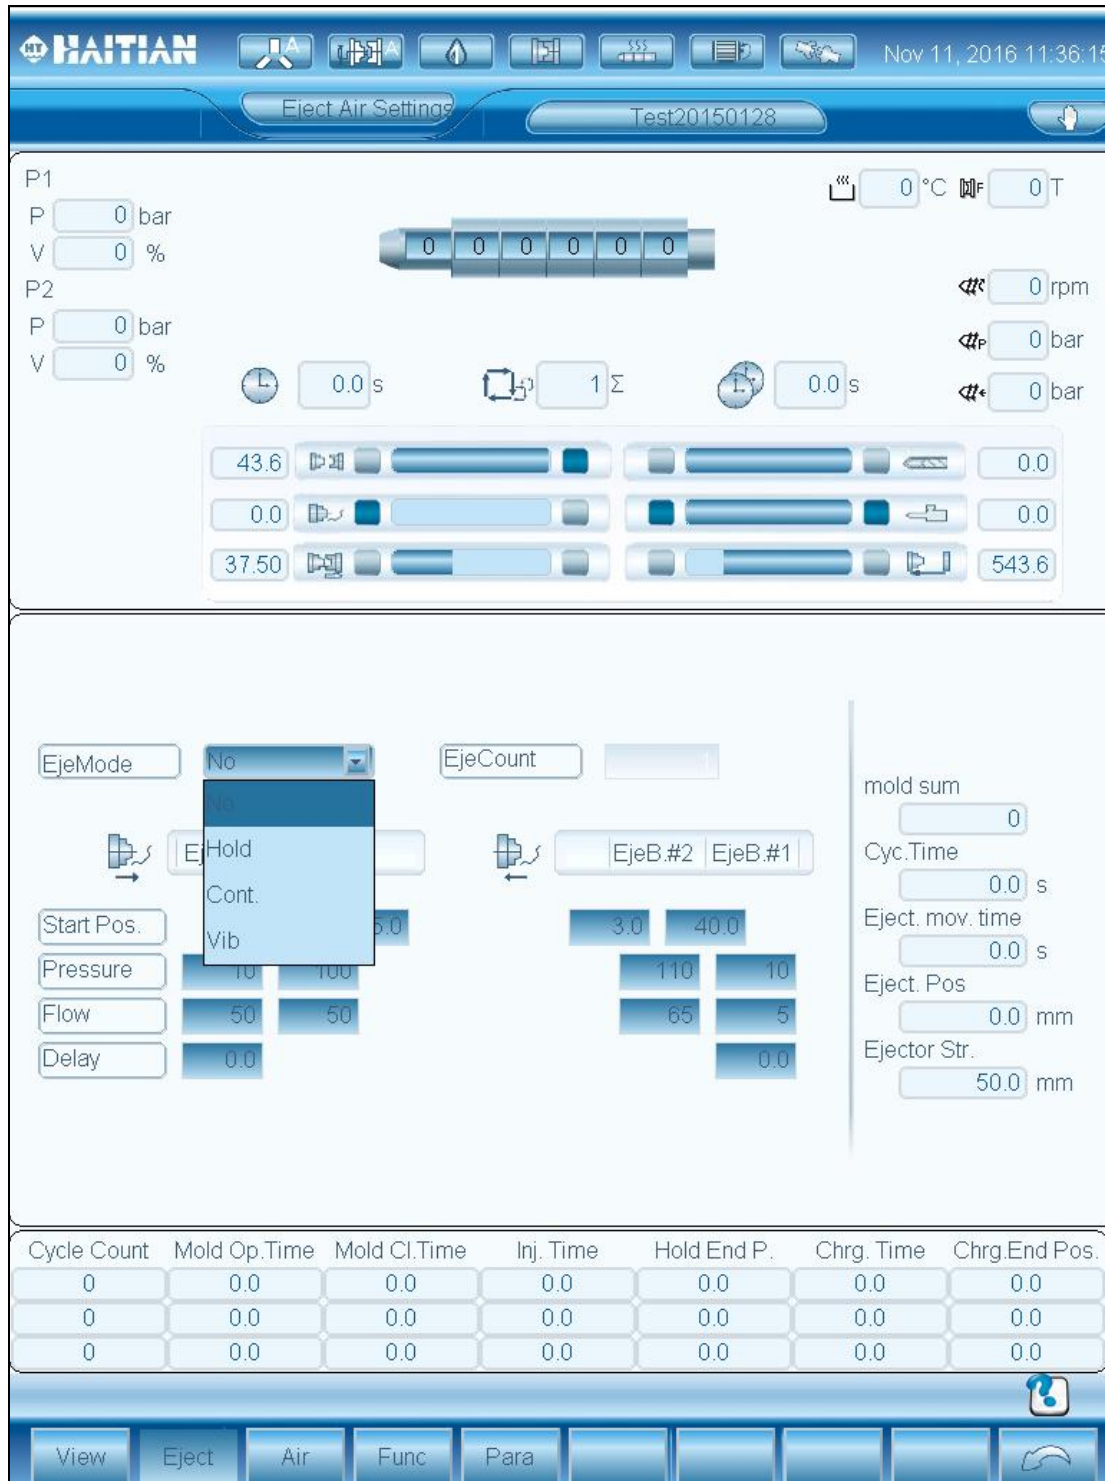 HT HAITIAN A A Nov 11, 2016 11:36:15
Eject Air Settings Test20150128
P1
P 0 bar
V 0 %
P2
P 0 bar
V 0 %
0 °C F 0 T
0 0 0 0 0 0
0 rpm
P 0 bar
0 bar
0.0 s 1 Σ 0.0 s
43.6 0.0
0.0 0.0
37.50 543.6
EjeMode No EjeCount 1
No
Hold
Cont.
Vib
Ej EjeB.#2 EjeB.#1
Start Pos. 5.0 3.0 40.0
Pressure 10 100 110 10
Flow 50 50 65 5
Delay 0.0 0.0
mold sum
0
Cyc.Time
0.0 s
Eject. mov. time
0.0 s
Eject. Pos
0.0 mm
Ejector Str.
50.0 mm
Cycle Count Mold Op.Time Mold Cl.Time Inj. Time Hold End P. Chrg. Time Chrg.End Pos.
0 0.0 0.0 0.0 0.0 0.0 0.0
0 0.0 0.0 0.0 0.0 0.0 0.0
0 0.0 0.0 0.0 0.0 0.0 0.0
?
View Eject Air Func Para